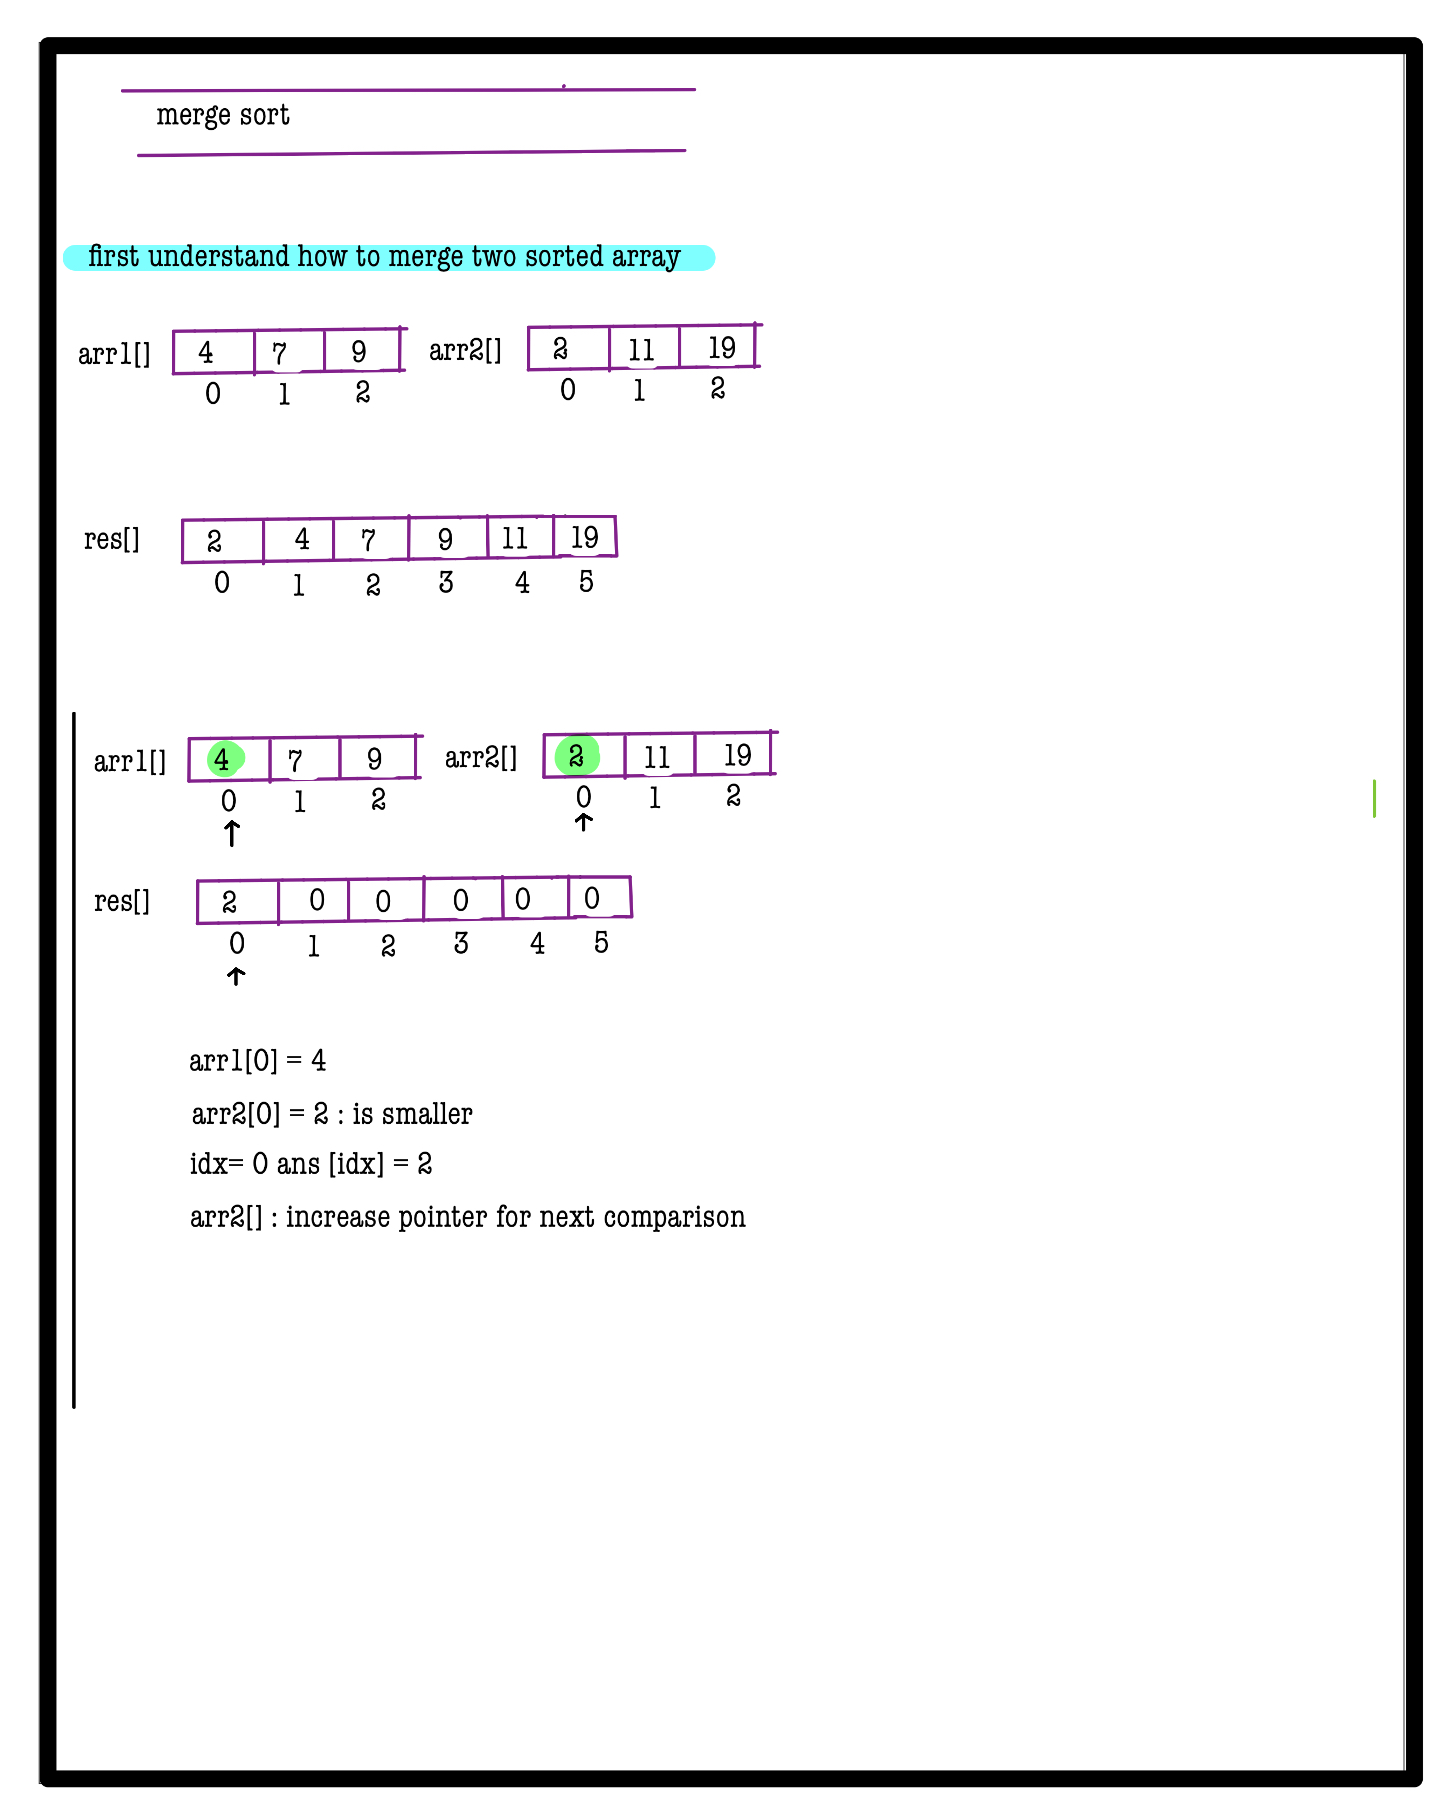 merge sort
first understand how to merge two sorted array
arr1[] 4 7 9 arr2[] 2 11 19
0 1 2 0 1 2
res[] 2 4 7 9 11 19
0 1 2 3 4 5
arr1[] 4 7 9 arr2[] 2 11 19
0 1 2 0 1 2
res[] 2 0 0 0 0 0
0 1 2 3 4 5
arr1[0] = 4
arr2[0] = 2 : is smaller
idx= 0 ans [idx] = 2
arr2[] : increase pointer for next comparison